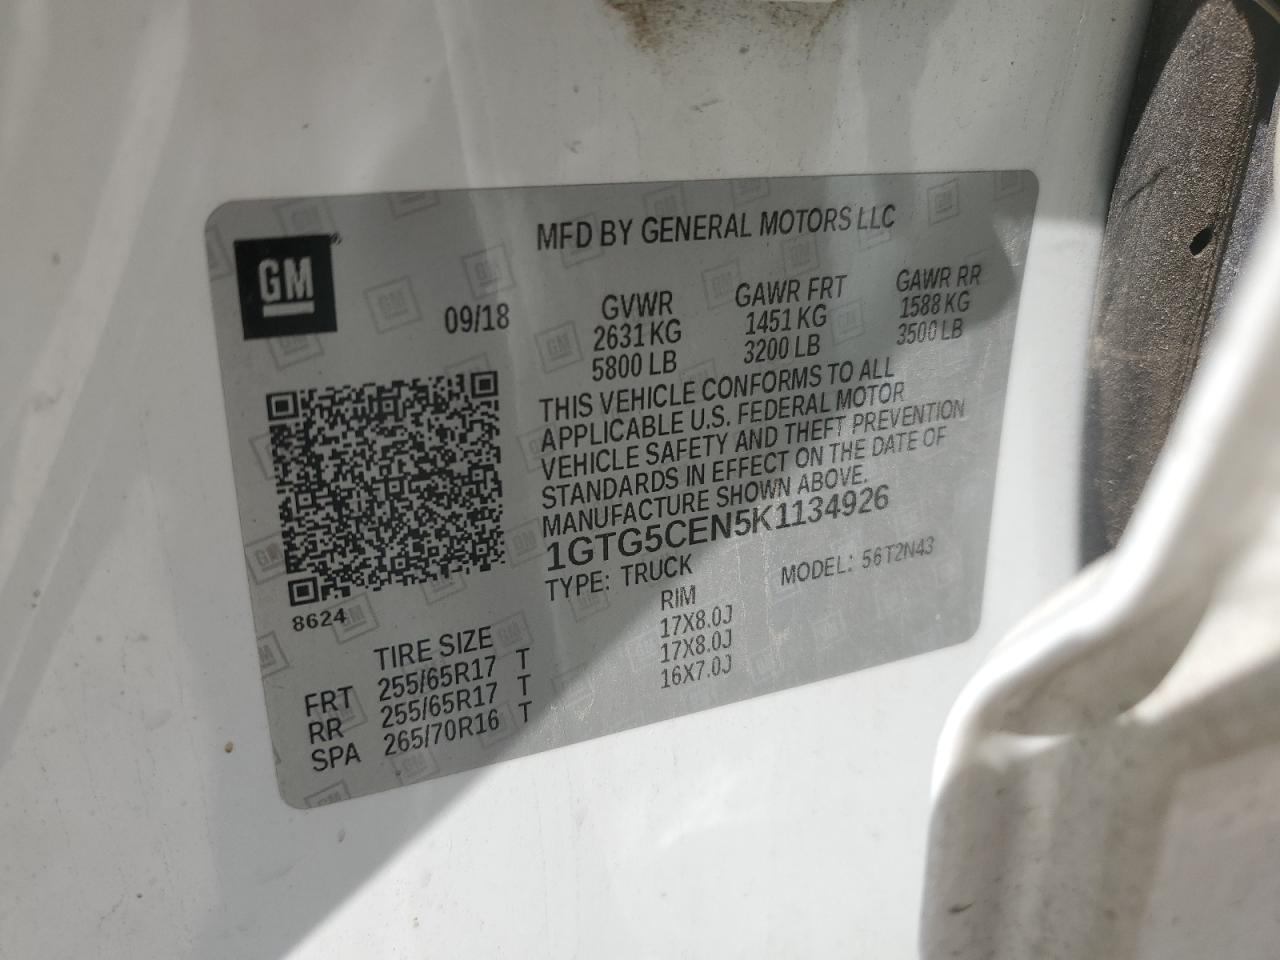 GM
MFD BY GENERAL MOTORS LLC
09/18
GVWR
2631 KG
5800 LB
GAWR FRT
1451 KG
3200 LB
GAWR RR
1588 KG
3500 LB
THIS VEHICLE CONFORMS TO ALL
APPLICABLE U.S. FEDERAL MOTOR
VEHICLE SAFETY AND THEFT PREVENTION
STANDARDS IN EFFECT ON THE DATE OF
MANUFACTURE SHOWN ABOVE.
1GTG5CEN5K1134926
TYPE: TRUCK
MODEL: 56T2N43
8624
TIRE SIZE
RIM
FRT 255/65R17 T 17X8.0J
RR 255/65R17 T 17X8.0J
SPA 265/70R16 T 16X7.0J